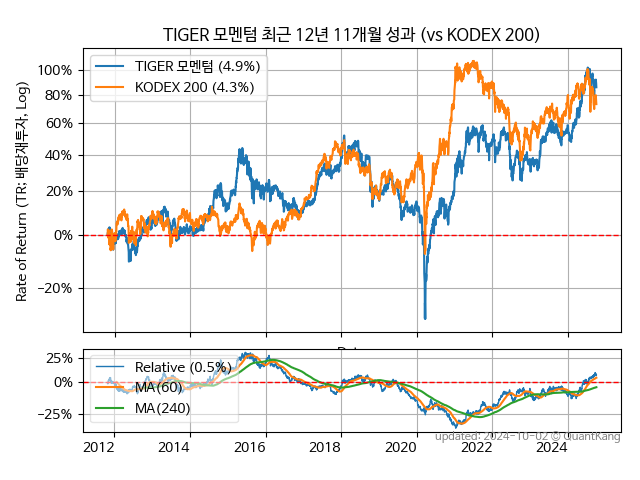 TIGER 모멘텀 최근 12년 11개월 성과 (vs KODEX 200)
Rate of Return (TR: 배당재투자, Log)
100%
80%
60%
40%
20%
0%
−20%
TIGER 모멘텀 (4.9%)
KODEX 200 (4.3%)
25%
0%
−25%
Relative (0.5%)
MA(60)
MA(240)
2012 2014 2016 2018 2020 2022 2024
updated: 2024-10-02 © QuantKang